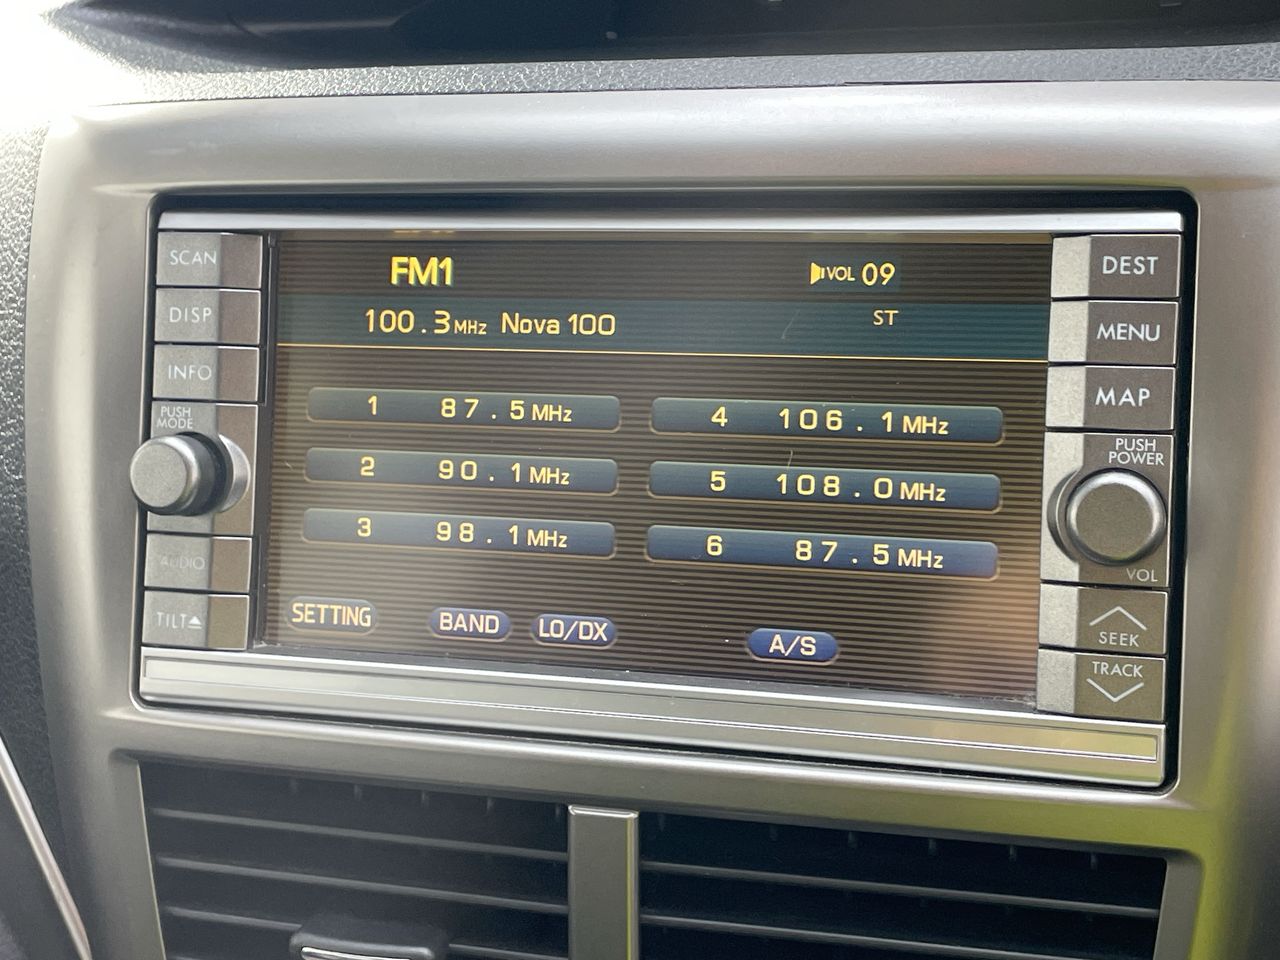 SCAN
DISP
INFO
PUSH
MODE
AUDIO
TILT
FM1
VOL 09
100.3MHz Nova 100
ST
1 87.5MHz
2 90.1MHz
3 98.1MHz
4 106.1MHz
5 108.0MHz
6 87.5MHz
SETTING
BAND
LO/DX
A/S
DEST
MENU
MAP
PUSH
POWER
VOL
SEEK
TRACK